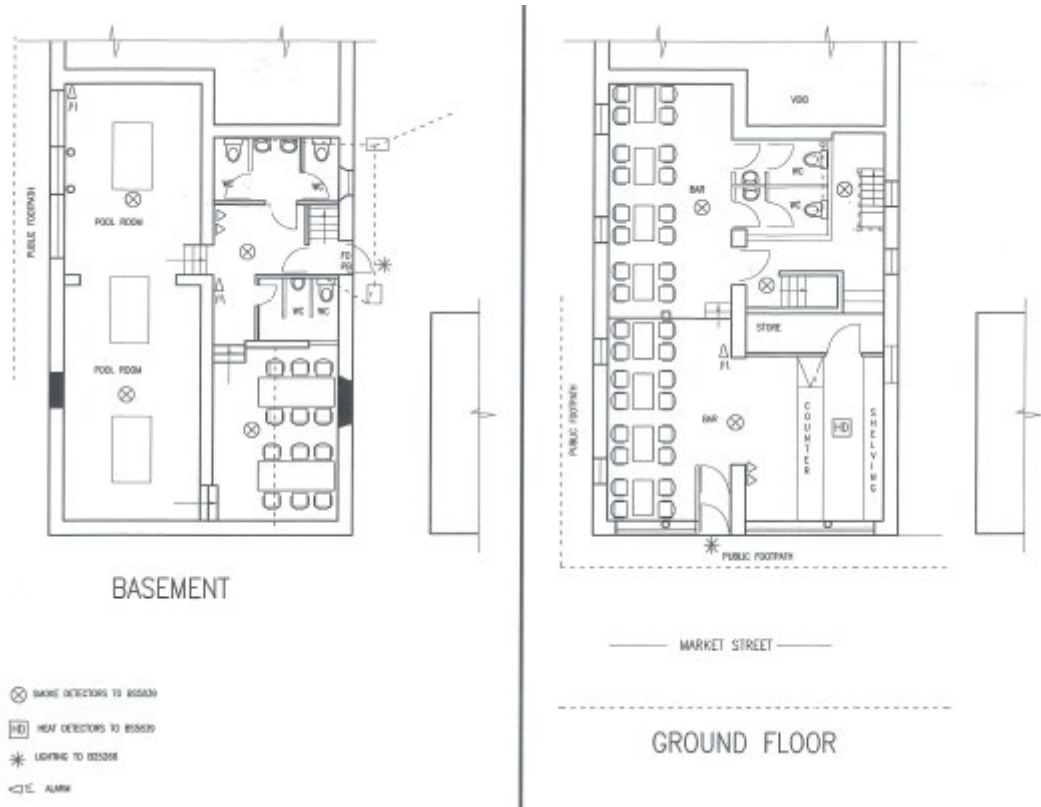 PUBLIC FOOTPATH
P1
POOL ROOM
POOL ROOM
WC
WC
WC
WC
BASEMENT
SMOKE DETECTORS TO BS5839
HD HEAT DETECTORS TO BS5839
LIGHTING TO BS5266
ALARM
VOID
BAR
WC
WC
STORE
P1
BAR
COUNTER
HD
SHELVING
PUBLIC FOOTPATH
PUBLIC FOOTPATH
MARKET STREET
GROUND FLOOR